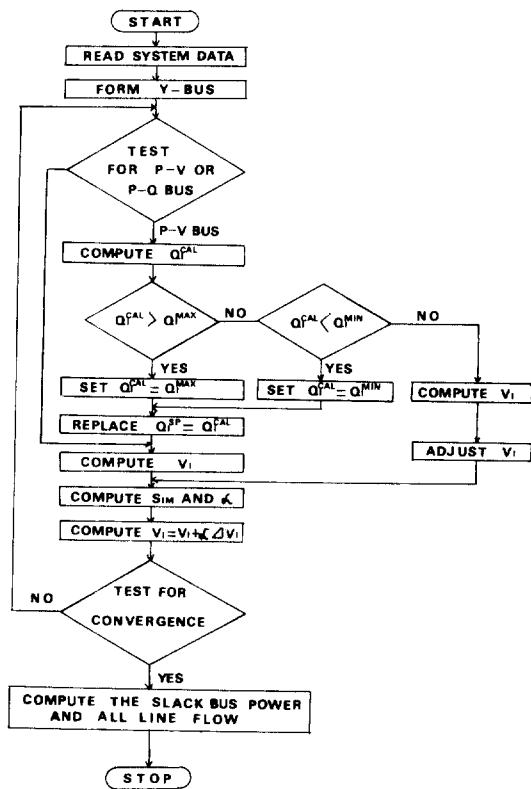 START
READ SYSTEM DATA
FORM Y-BUS
TEST
FOR P-V OR
P-Q BUS
P-V BUS
COMPUTE QI^CAL
QI^CAL > QI^MAX
NO
QI^CAL < QI^MIN
NO
YES
YES
SET QI^CAL = QI^MAX
SET QI^CAL = QI^MIN
COMPUTE VI
REPLACE QI^SP = QI^CAL
COMPUTE VI
ADJUST VI
COMPUTE SIM AND α
COMPUTE VI = VI + α ΔVI
NO
TEST FOR
CONVERGENCE
YES
COMPUTE THE SLACK BUS POWER
AND ALL LINE FLOW
STOP